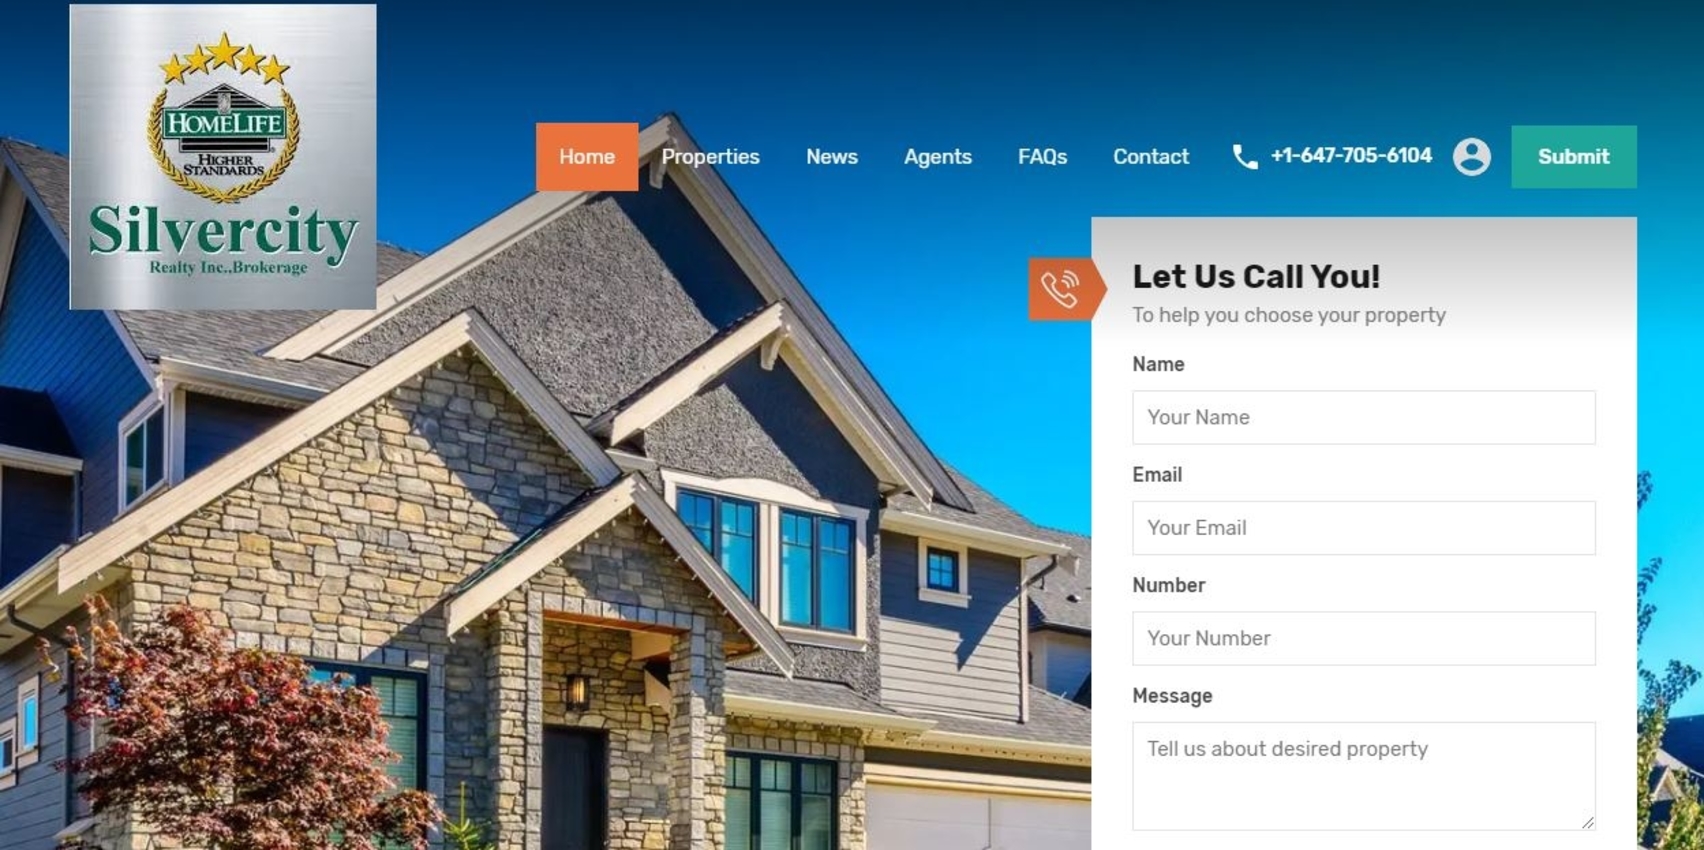 HOMELIFE
HIGHER
STANDARDS
Silvercity
Realty Inc.,Brokerage
Home
Properties
News
Agents
FAQs
Contact
+1-647-705-6104
Submit
Let Us Call You!
To help you choose your property
Name
Your Name
Email
Your Email
Number
Your Number
Message
Tell us about desired property